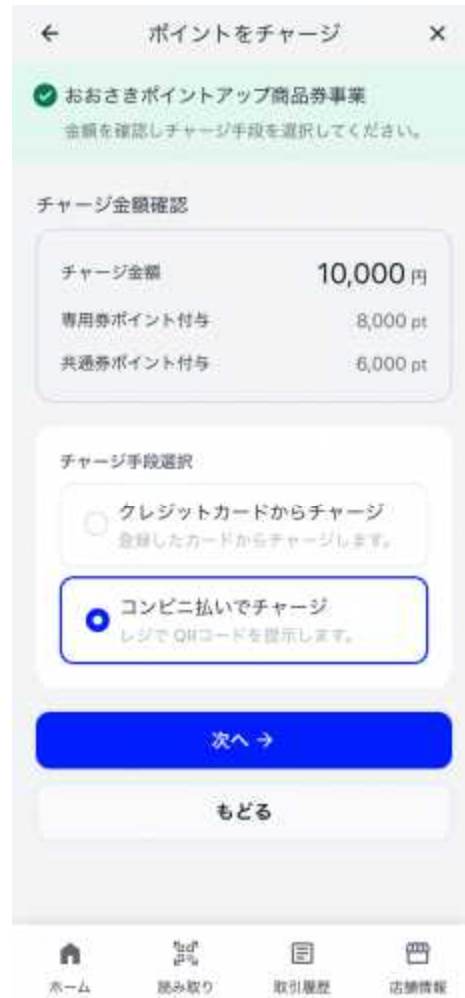 ポイントをチャージ
おおさきポイントアップ商品券事業
金額を確認しチャージ手段を選択してください。
チャージ金額確認
チャージ金額 10,000 円
専用券ポイント付与 8,000 pt
共通券ポイント付与 6,000 pt
チャージ手段選択
クレジットカードからチャージ
登録したカードからチャージします。
コンビニ払いでチャージ
レジで QRコードを提示します。
次へ →
もどる
ホーム 読み取り 取引履歴 店舗情報